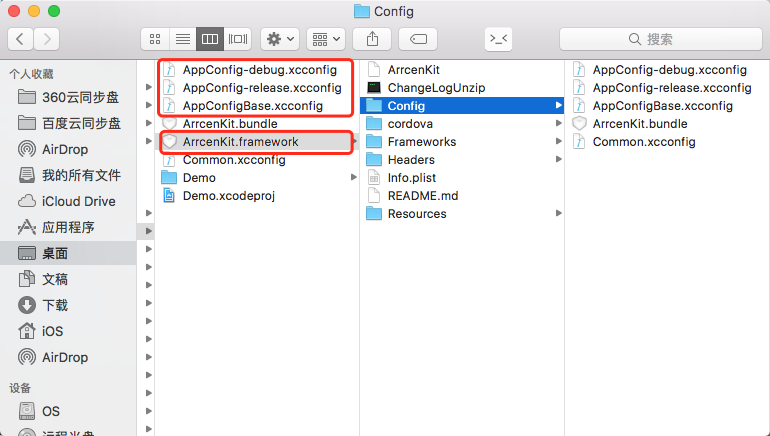 Config
>_<
搜索
个人收藏
360云同步盘
百度云同步盘
AirDrop
我的所有文件
iCloud Drive
应用程序
桌面
文稿
下载
iOS
AirDrop
设备
OS
远程光盘
AppConfig-debug.xcconfig
AppConfig-release.xcconfig
AppConfigBase.xcconfig
ArrcenKit.bundle
ArrcenKit.framework
Common.xcconfig
Demo
Demo.xcodeproj
ArrcenKit
ChangeLogUnzip
Config
cordova
Frameworks
Headers
Info.plist
README.md
Resources
AppConfig-debug.xcconfig
AppConfig-release.xcconfig
AppConfigBase.xcconfig
ArrcenKit.bundle
Common.xcconfig